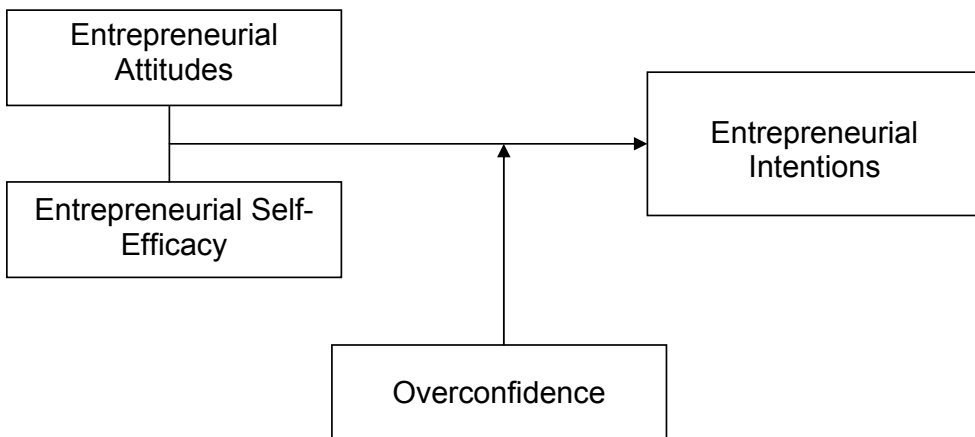 Entrepreneurial
Attitudes
Entrepreneurial
Intentions
Entrepreneurial Self-
Efficacy
Overconfidence